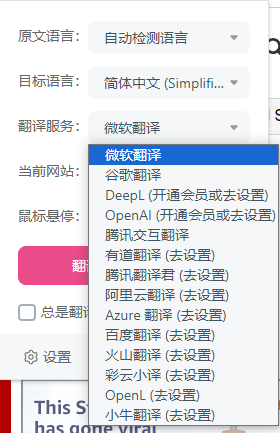 原文语言： 自动检测语言
目标语言： 简体中文 (Simplifi...
翻译服务： 微软翻译
微软翻译
谷歌翻译
当前网站：
DeepL (开通会员或去设置)
OpenAI (开通会员或去设置)
鼠标悬停：
腾讯交互翻译
有道翻译 (去设置)
腾讯翻译君 (去设置)
阿里云翻译 (去设置)
总是翻译
Azure 翻译 (去设置)
百度翻译 (去设置)
设置
火山翻译 (去设置)
彩云小译 (去设置)
OpenL (去设置)
小牛翻译 (去设置)
This S
has gone viral